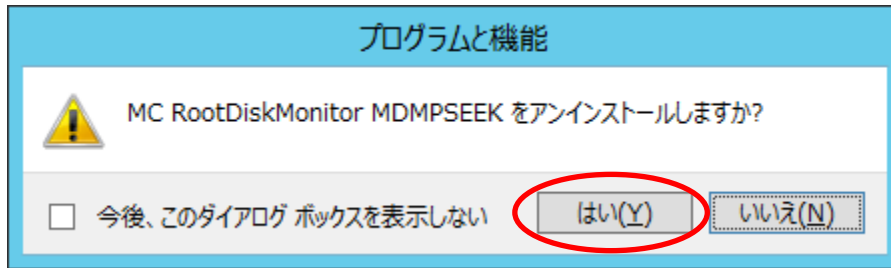 プログラムと機能
MC RootDiskMonitor MDMPSEEK をアンインストールしますか?
今後、このダイアログ ボックスを表示しない
はい(Y)
いいえ(N)